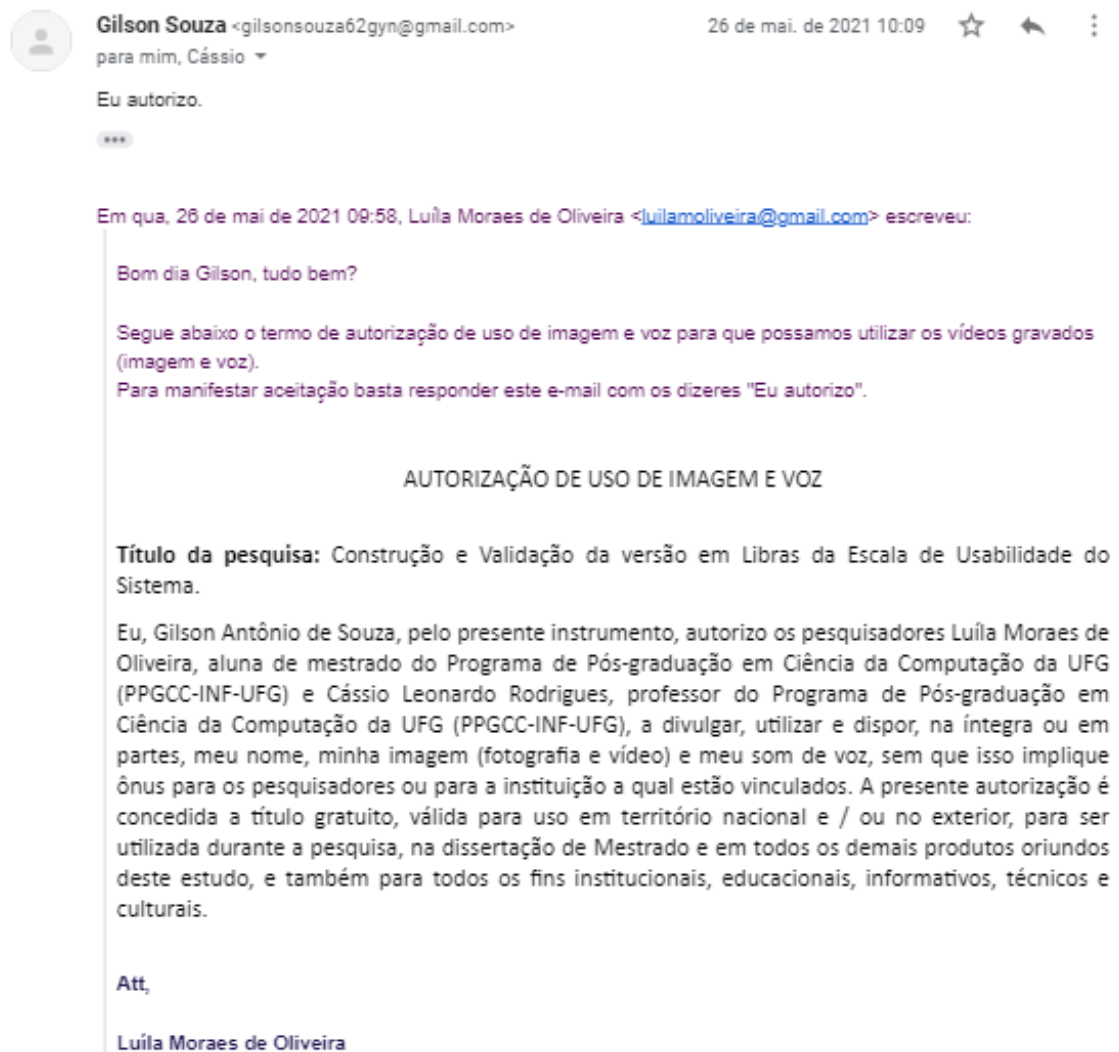 Gilson Souza <gilsonsouza62gyn@gmail.com> 26 de mai. de 2021 10:09
para mim, Cássio
Eu autorizo.
Em qua, 26 de mai de 2021 09:58, Luíla Moraes de Oliveira <luilamoliveira@gmail.com> escreveu:
Bom dia Gilson, tudo bem?
Segue abaixo o termo de autorização de uso de imagem e voz para que possamos utilizar os vídeos gravados
(imagem e voz).
Para manifestar aceitação basta responder este e-mail com os dizeres "Eu autorizo".
AUTORIZAÇÃO DE USO DE IMAGEM E VOZ
Título da pesquisa: Construção e Validação da versão em Libras da Escala de Usabilidade do
Sistema.
Eu, Gilson Antônio de Souza, pelo presente instrumento, autorizo os pesquisadores Luíla Moraes de
Oliveira, aluna de mestrado do Programa de Pós-graduação em Ciência da Computação da UFG
(PPGCC-INF-UFG) e Cássio Leonardo Rodrigues, professor do Programa de Pós-graduação em
Ciência da Computação da UFG (PPGCC-INF-UFG), a divulgar, utilizar e dispor, na íntegra ou em
partes, meu nome, minha imagem (fotografia e vídeo) e meu som de voz, sem que isso implique
ônus para os pesquisadores ou para a instituição a qual estão vinculados. A presente autorização é
concedida a título gratuito, válida para uso em território nacional e / ou no exterior, para ser
utilizada durante a pesquisa, na dissertação de Mestrado e em todos os demais produtos oriundos
deste estudo, e também para todos os fins institucionais, educacionais, informativos, técnicos e
culturais.
Att,
Luíla Moraes de Oliveira